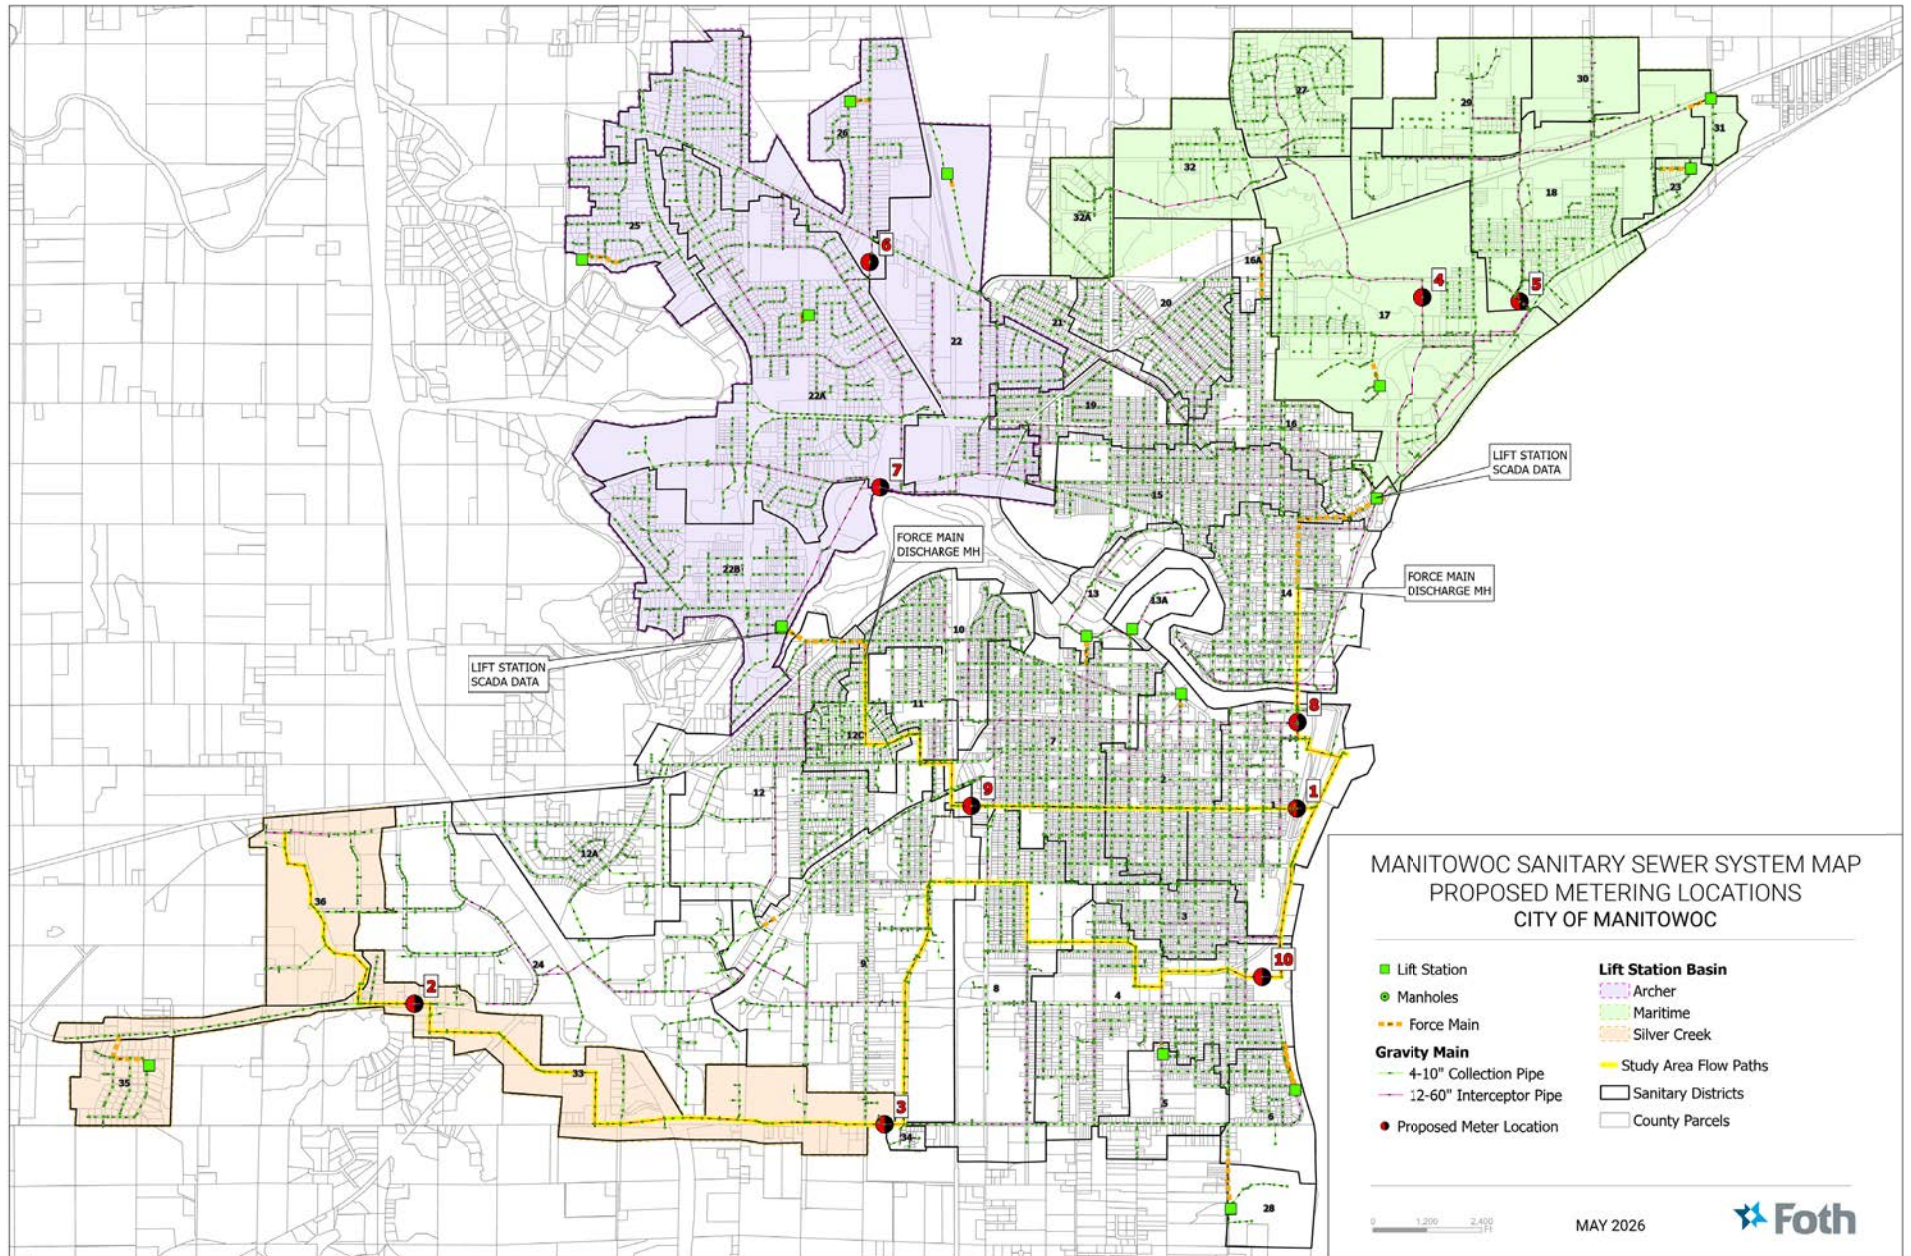 27
29
30
31
26
32
18
23
32A
25
6
16A
4
5
20
17
21
22
22A
19
16
7
LIFT STATION
SCADA DATA
15
FORCE MAIN
DISCHARGE MH
22B
FORCE MAIN
DISCHARGE MH
14
13
13A
10
LIFT STATION
SCADA DATA
11
8
12C
7
2
12
9
1
1
12A
36
3
24
9
10
2
8
4
33
35
3
5
6
34
28
MANITOWOC SANITARY SEWER SYSTEM MAP
PROPOSED METERING LOCATIONS
CITY OF MANITOWOC
Lift Station
Manholes
Force Main
Gravity Main
4-10" Collection Pipe
12-60" Interceptor Pipe
Proposed Meter Location
Lift Station Basin
Archer
Maritime
Silver Creek
Study Area Flow Paths
Sanitary Districts
County Parcels
0 1,200 2,400
Ft
MAY 2026
Foth